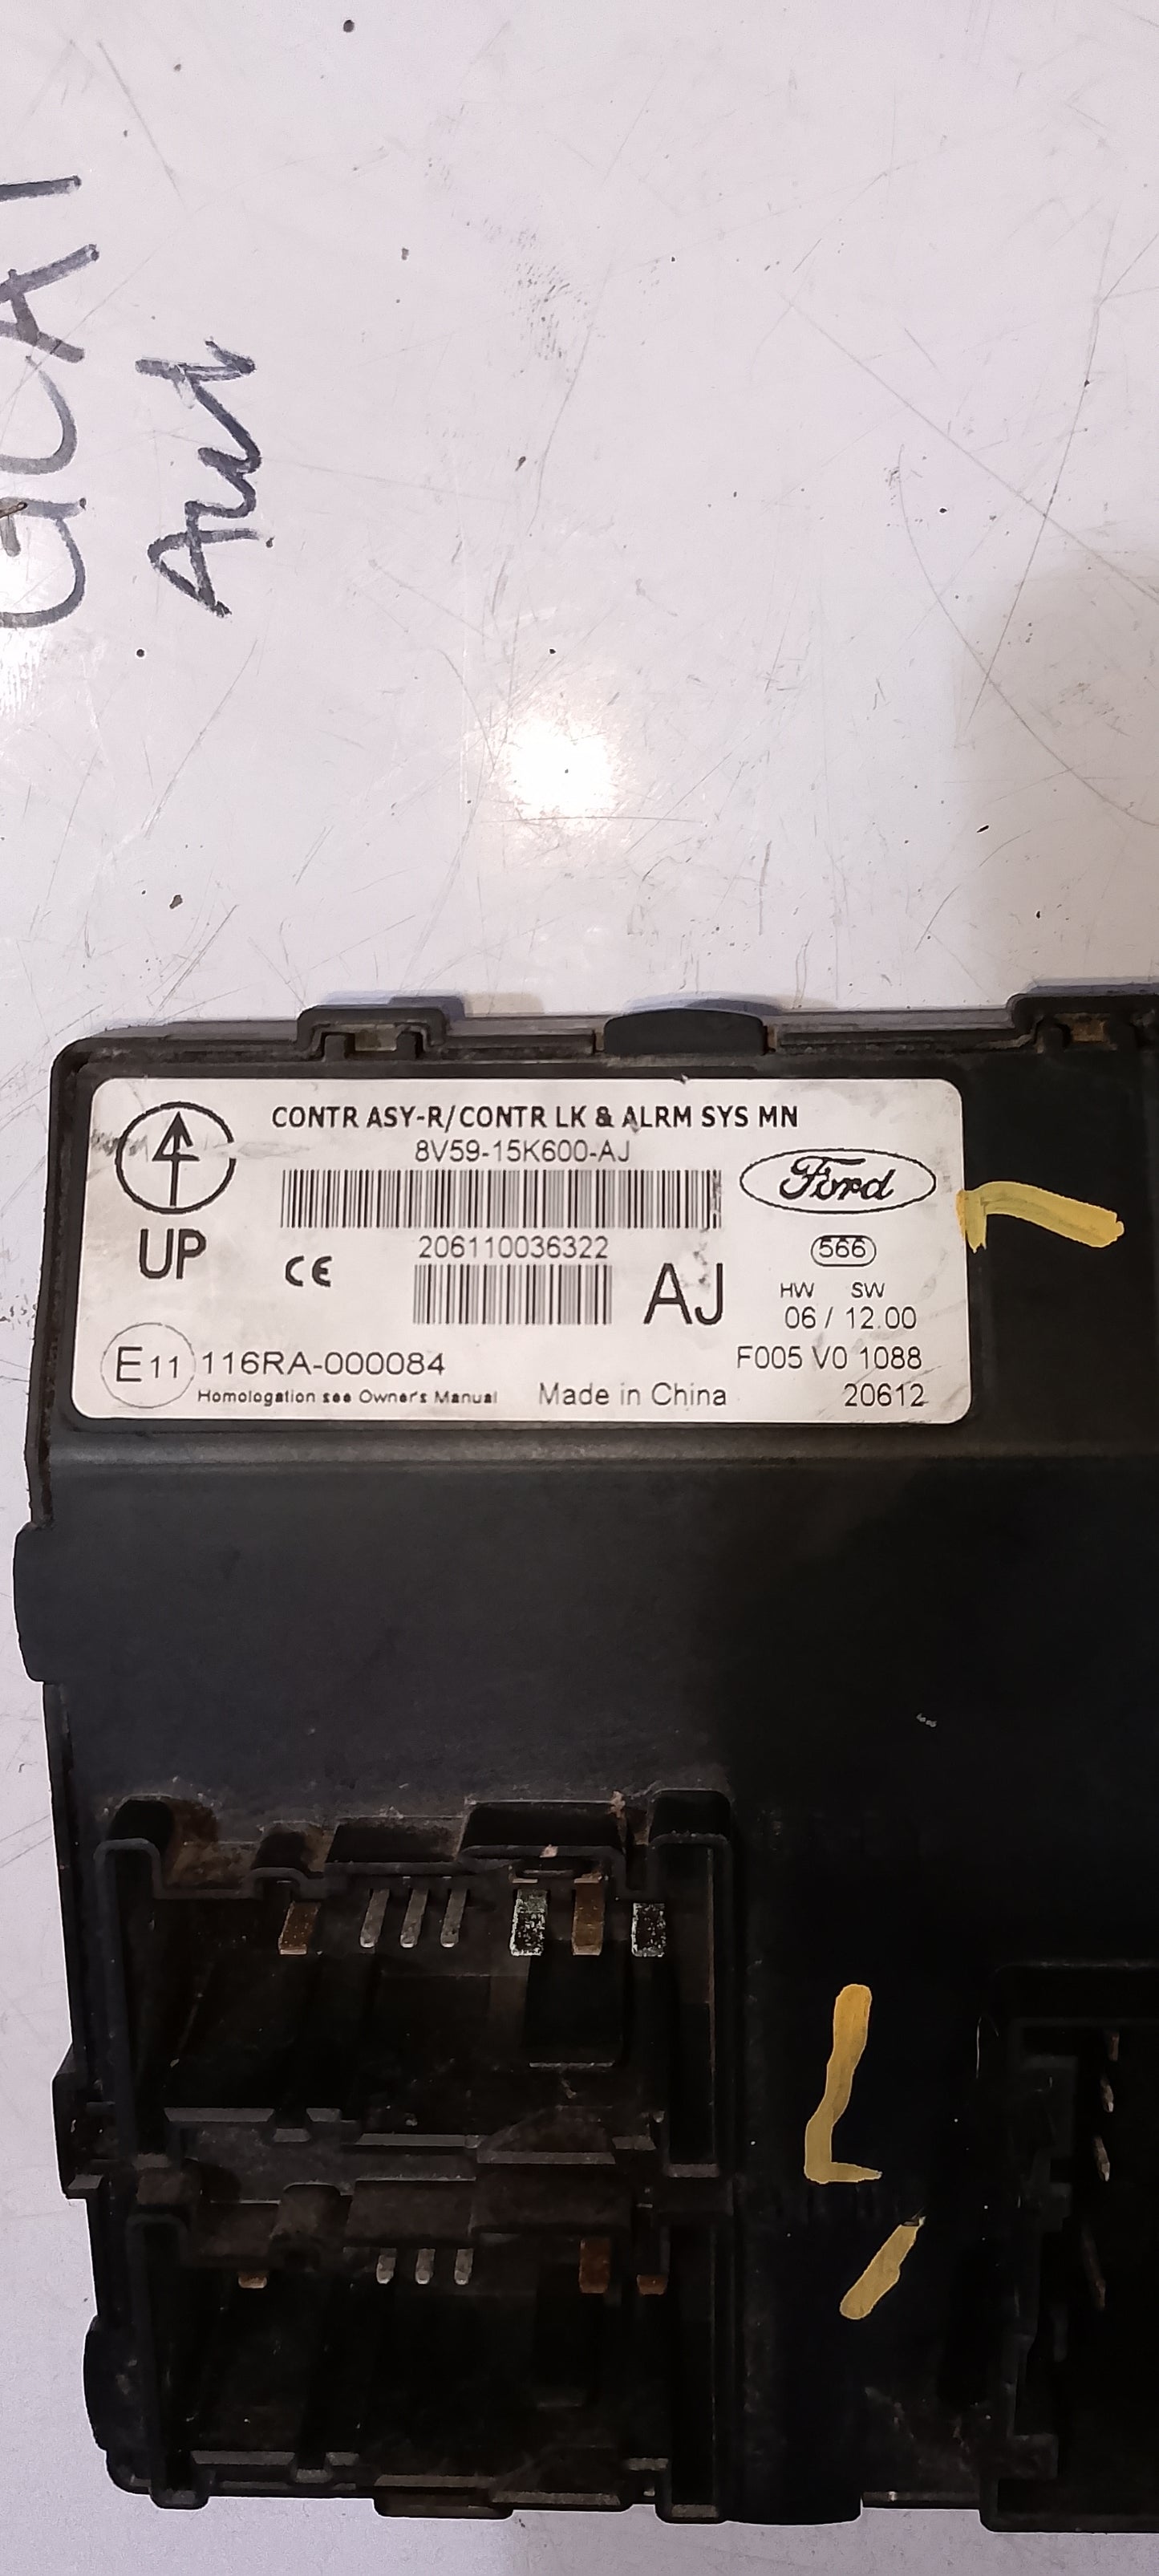 CONTR ASY-R/CONTR LK & ALRM SYS MN
8V59-15K600-AJ
Ford
UP
CE
206110036322
AJ
566
HW SW
06 / 12.00
E11 116RA-000084
F005 V0 1088
Homologation see Owner's Manual
Made in China
20612